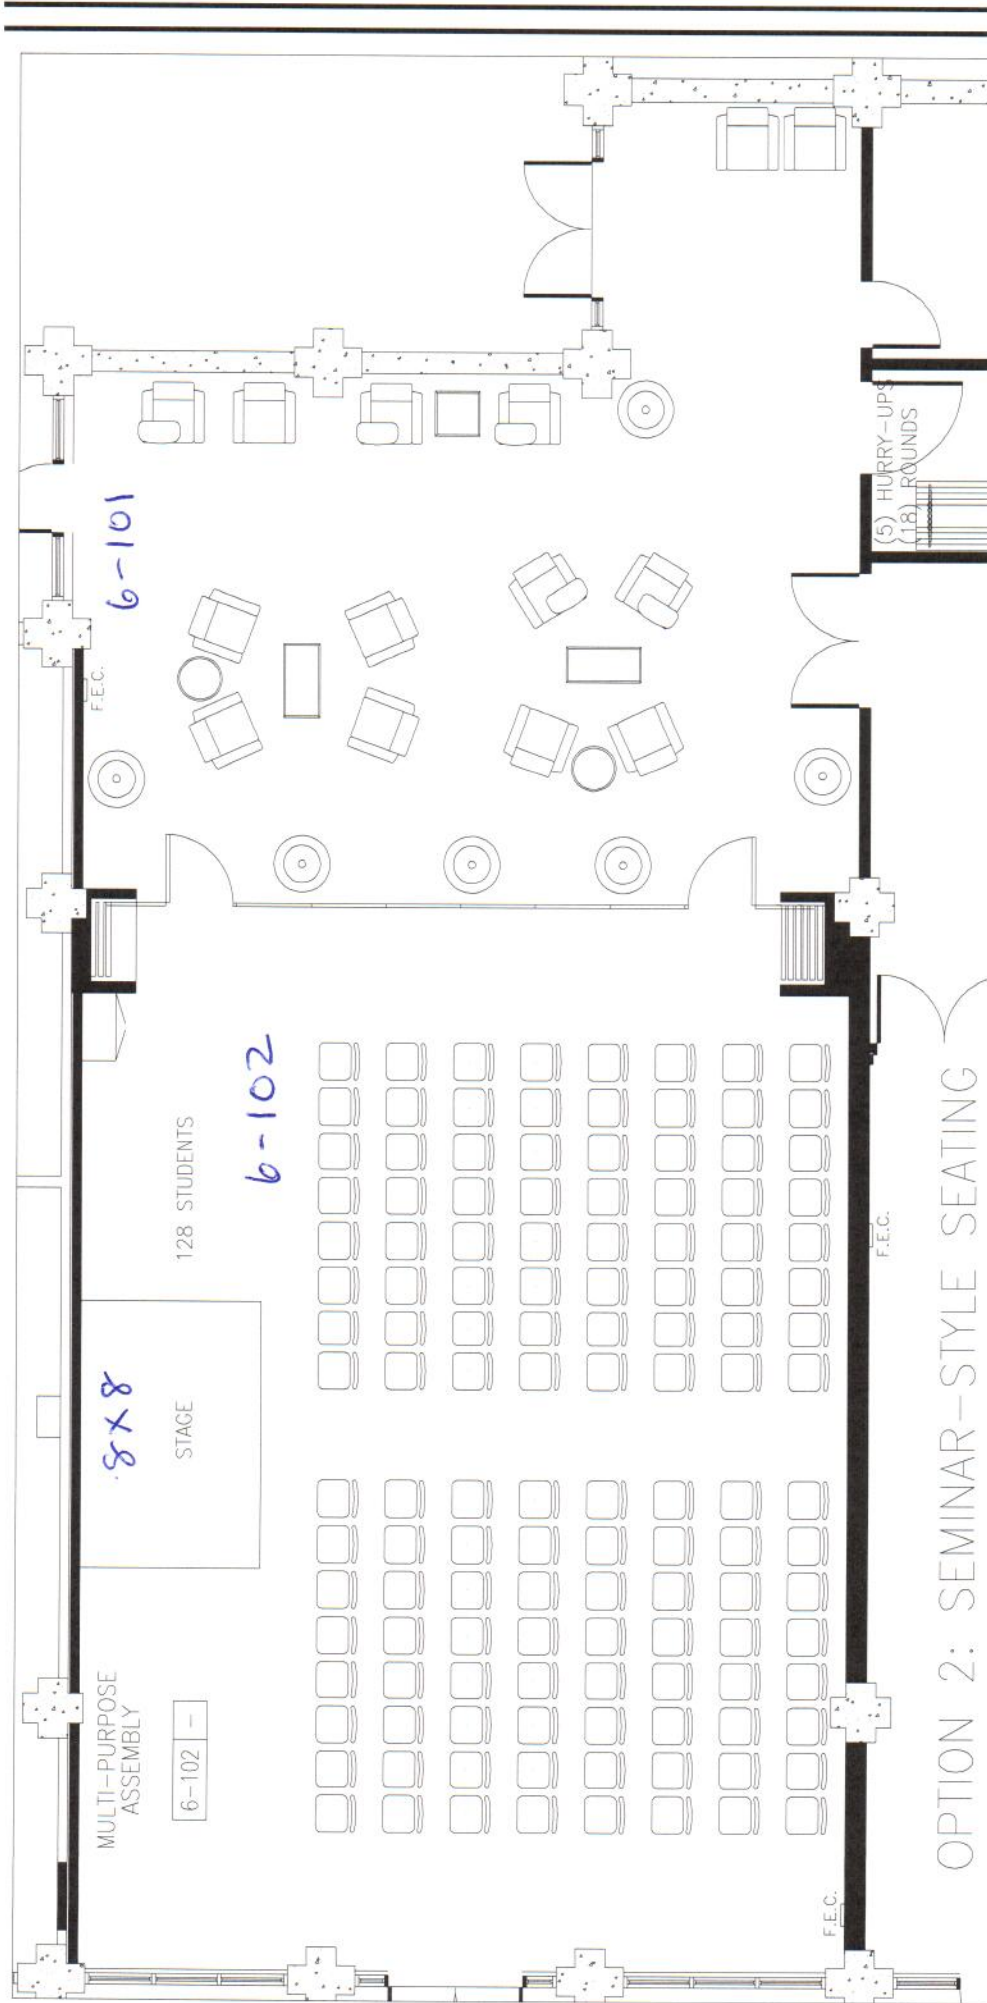 MULTI-PURPOSE
ASSEMBLY
6-102 –
STAGE
8x8
128 STUDENTS
6-102
6-101
F.E.C.
F.E.C.
F.E.C.
(5) HURRY-UPS
(18) ROUNDS
OPTION 2: SEMINAR-STYLE SEATING